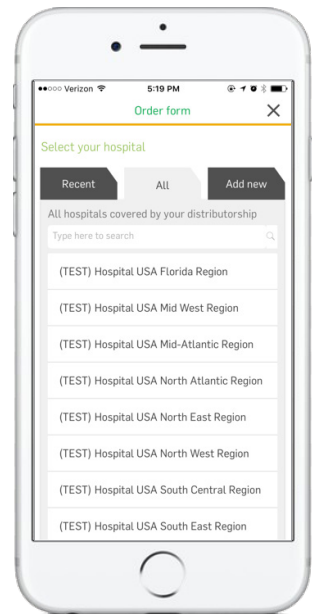 Verizon 5:19 PM
Order form
Select your hospital
Recent All Add new
All hospitals covered by your distributorship
Type here to search
(TEST) Hospital USA Florida Region
(TEST) Hospital USA Mid West Region
(TEST) Hospital USA Mid-Atlantic Region
(TEST) Hospital USA North Atlantic Region
(TEST) Hospital USA North East Region
(TEST) Hospital USA North West Region
(TEST) Hospital USA South Central Region
(TEST) Hospital USA South East Region